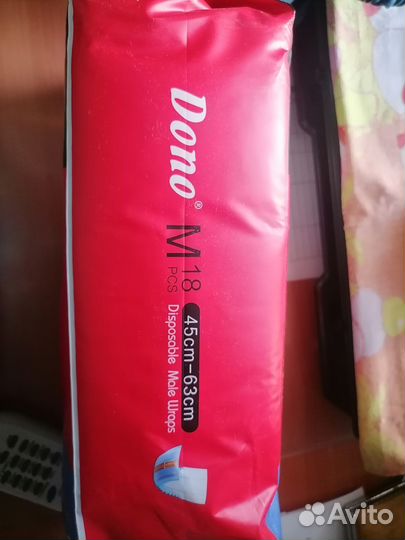 Dono®
M 18 PCS
45cm-63cm
Disposable Male Wraps
Avito